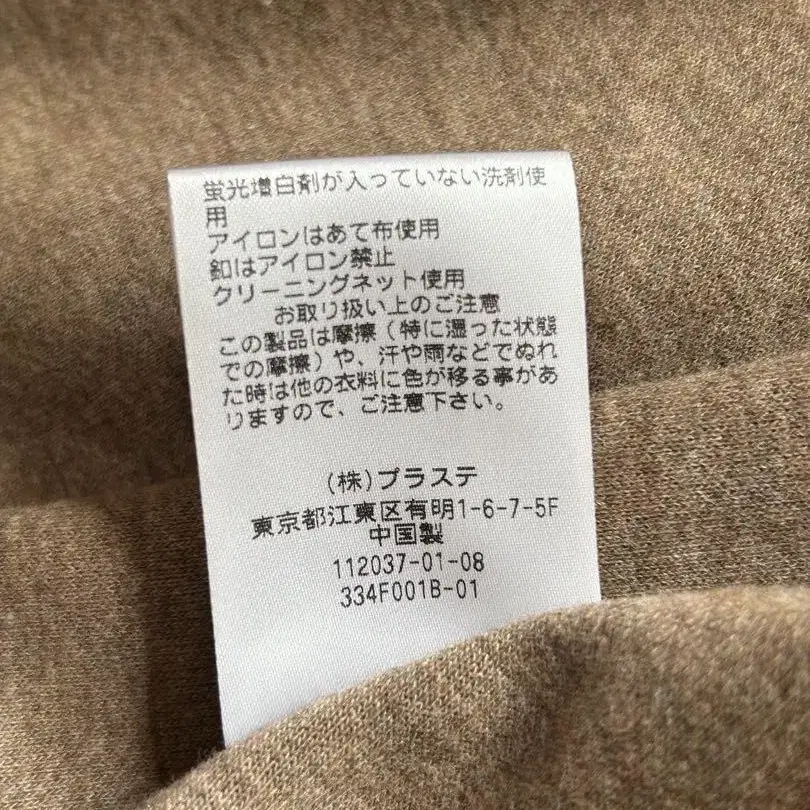 蛍光増白剤が入っていない洗剤使
用
アイロンはあて布使用
釦はアイロン禁止
クリーニングネット使用
お取り扱い上のご注意
この製品は摩擦（特に湿った状態
での摩擦）や、汗や雨などでぬれ
た時は他の衣料に色が移る事があ
りますので、ご注意下さい。
(株)プラステ
東京都江東区有明1-6-7-5F
中国製
112037-01-08
334F001B-01